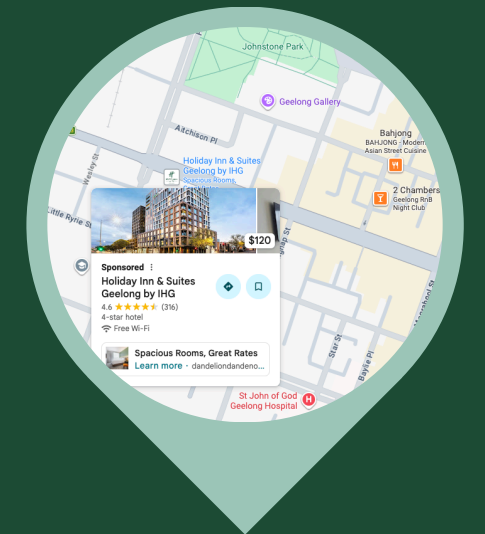 Johnstone Park
Geelong Gallery
Aitchison Pl
Bahjong
BAHJONG - Modern
Asian Street Cuisine
Wesley St
Holiday Inn & Suites
Geelong by IHG
Spacious Rooms,
2 Chambers
Geelong RnB
Night Club
Little Ryrie St
$120
Sponsored
Holiday Inn & Suites
Geelong by IHG
4.6 (316)
4-star hotel
Free Wi-Fi
Star St
Bayse Pl
Spacious Rooms, Great Rates
Learn more · dandeliondandeno...
St John of God
Geelong Hospital
H